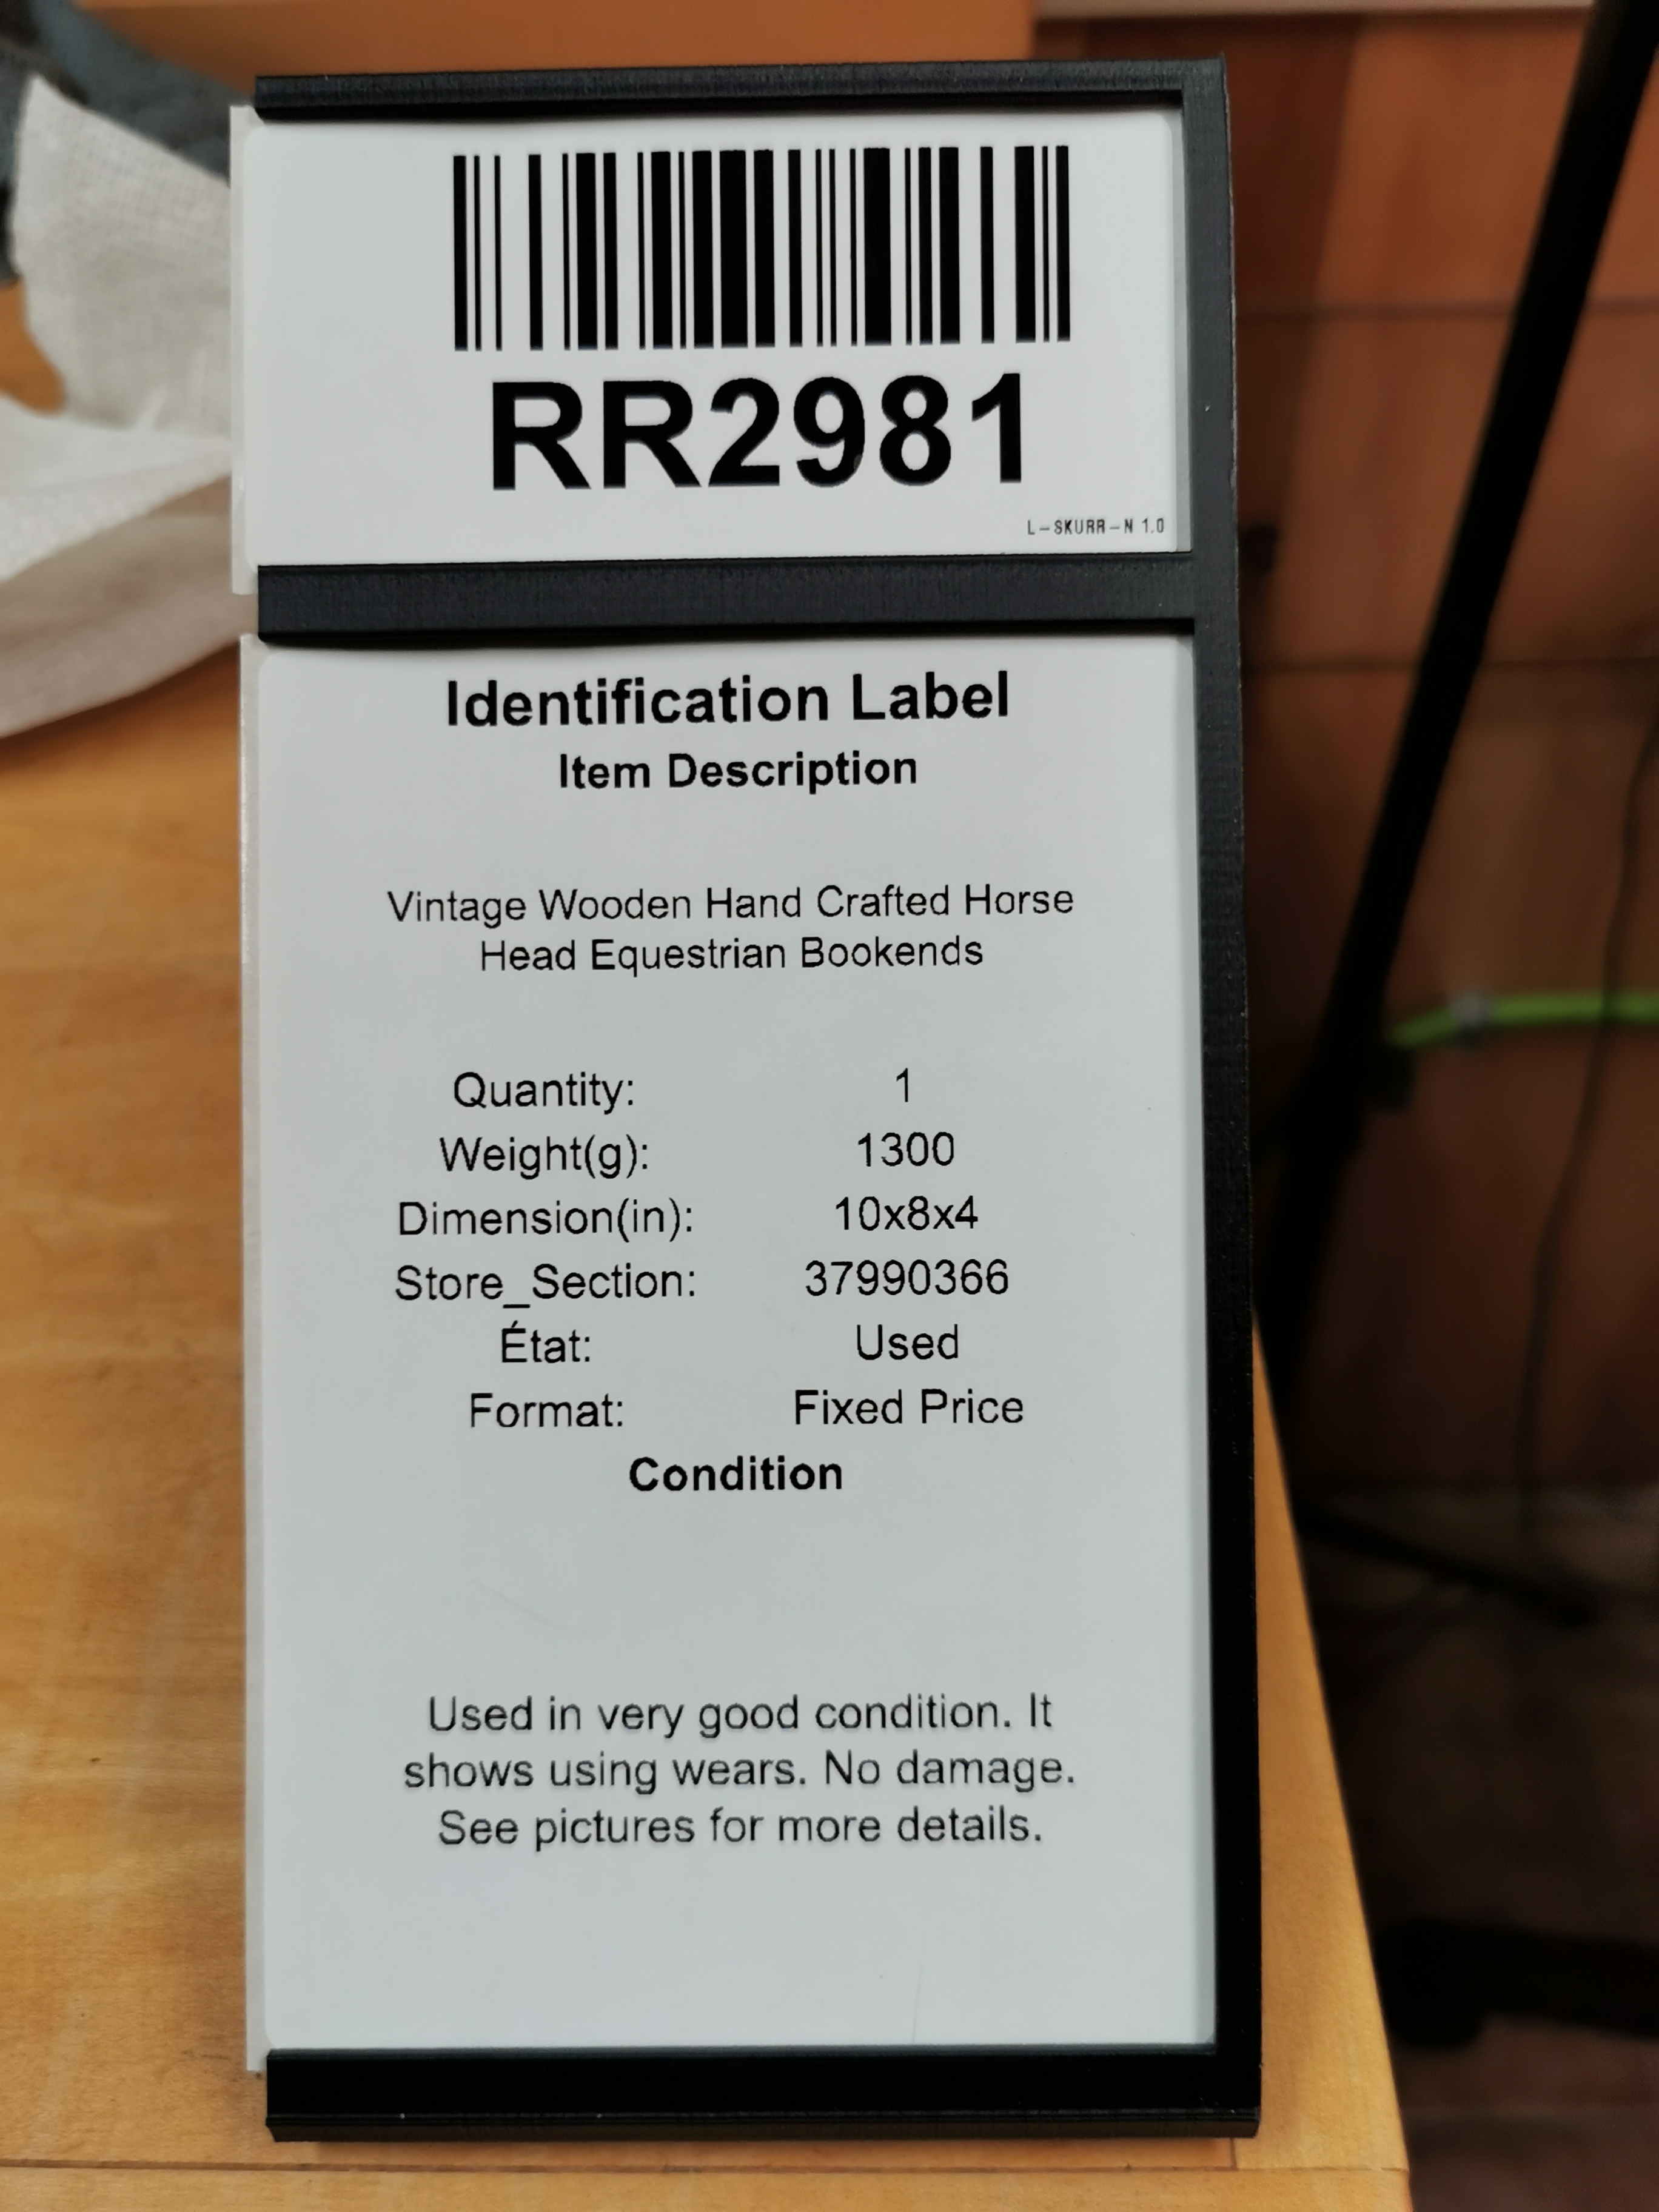 RR2981
L-SKURR-N 1.0
Identification Label
Item Description
Vintage Wooden Hand Crafted Horse
Head Equestrian Bookends
Quantity: 1
Weight(g): 1300
Dimension(in): 10x8x4
Store_Section: 37990366
État: Used
Format: Fixed Price
Condition
Used in very good condition. It
shows using wears. No damage.
See pictures for more details.